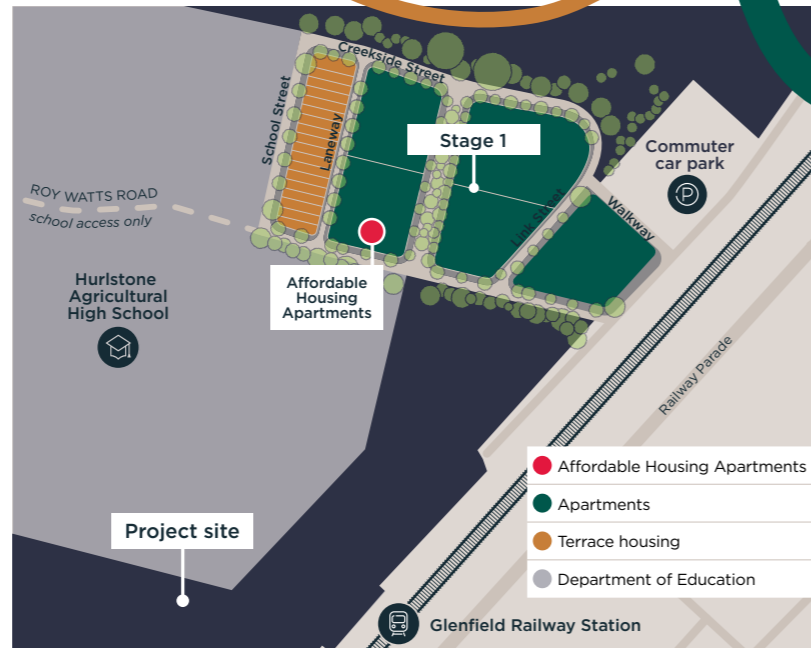 Creekside Street
School Street
Laneway
Stage 1
Commuter
car park
P
Link Street
Walkway
ROY WATTS ROAD
school access only
Affordable
Housing
Apartments
Hurlstone
Agricultural
High School
Railway Parade
Affordable Housing Apartments
Apartments
Terrace housing
Department of Education
Project site
Glenfield Railway Station